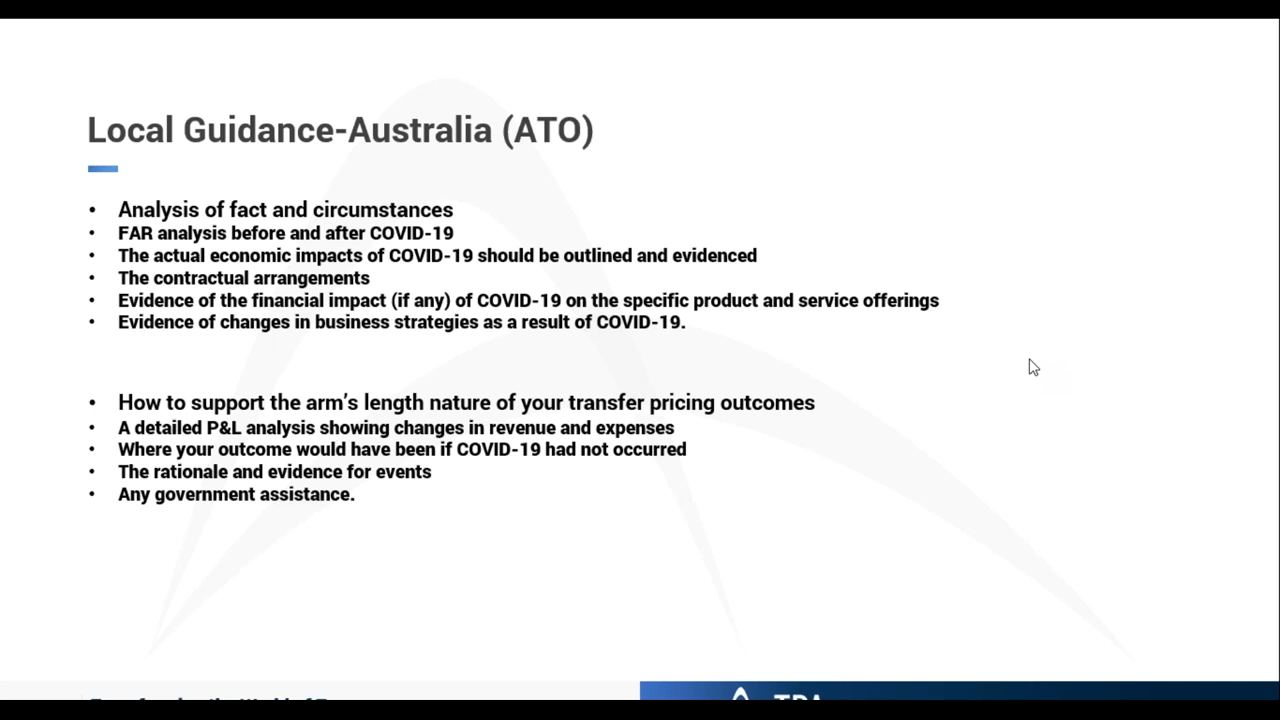 Local Guidance-Australia (ATO)
• Analysis of fact and circumstances
• FAR analysis before and after COVID-19
• The actual economic impacts of COVID-19 should be outlined and evidenced
• The contractual arrangements
• Evidence of the financial impact (if any) of COVID-19 on the specific product and service offerings
• Evidence of changes in business strategies as a result of COVID-19.
• How to support the arm's length nature of your transfer pricing outcomes
• A detailed P&L analysis showing changes in revenue and expenses
• Where your outcome would have been if COVID-19 had not occurred
• The rationale and evidence for events
• Any government assistance.